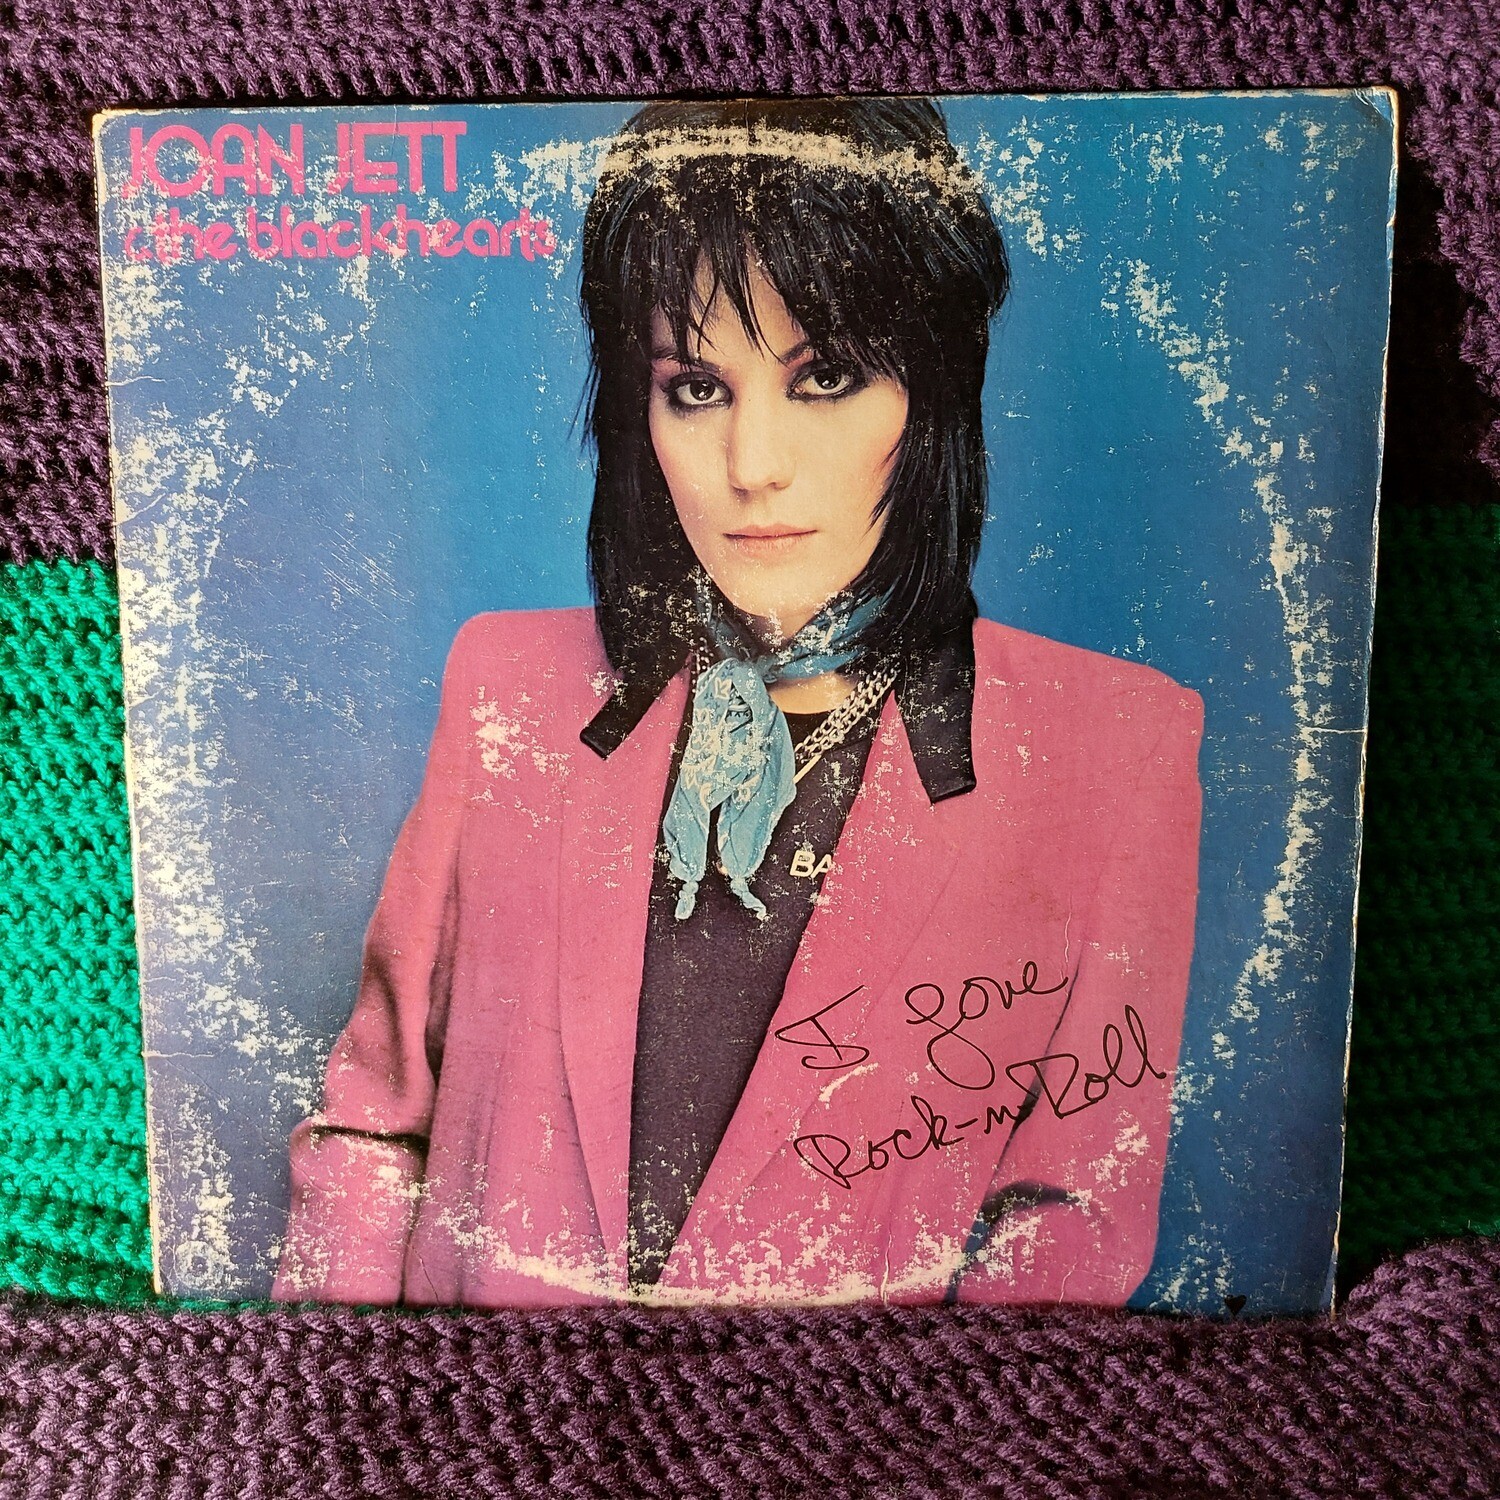 JOAN JETT
& the blackhearts
BA
I Love
Rock-n Roll